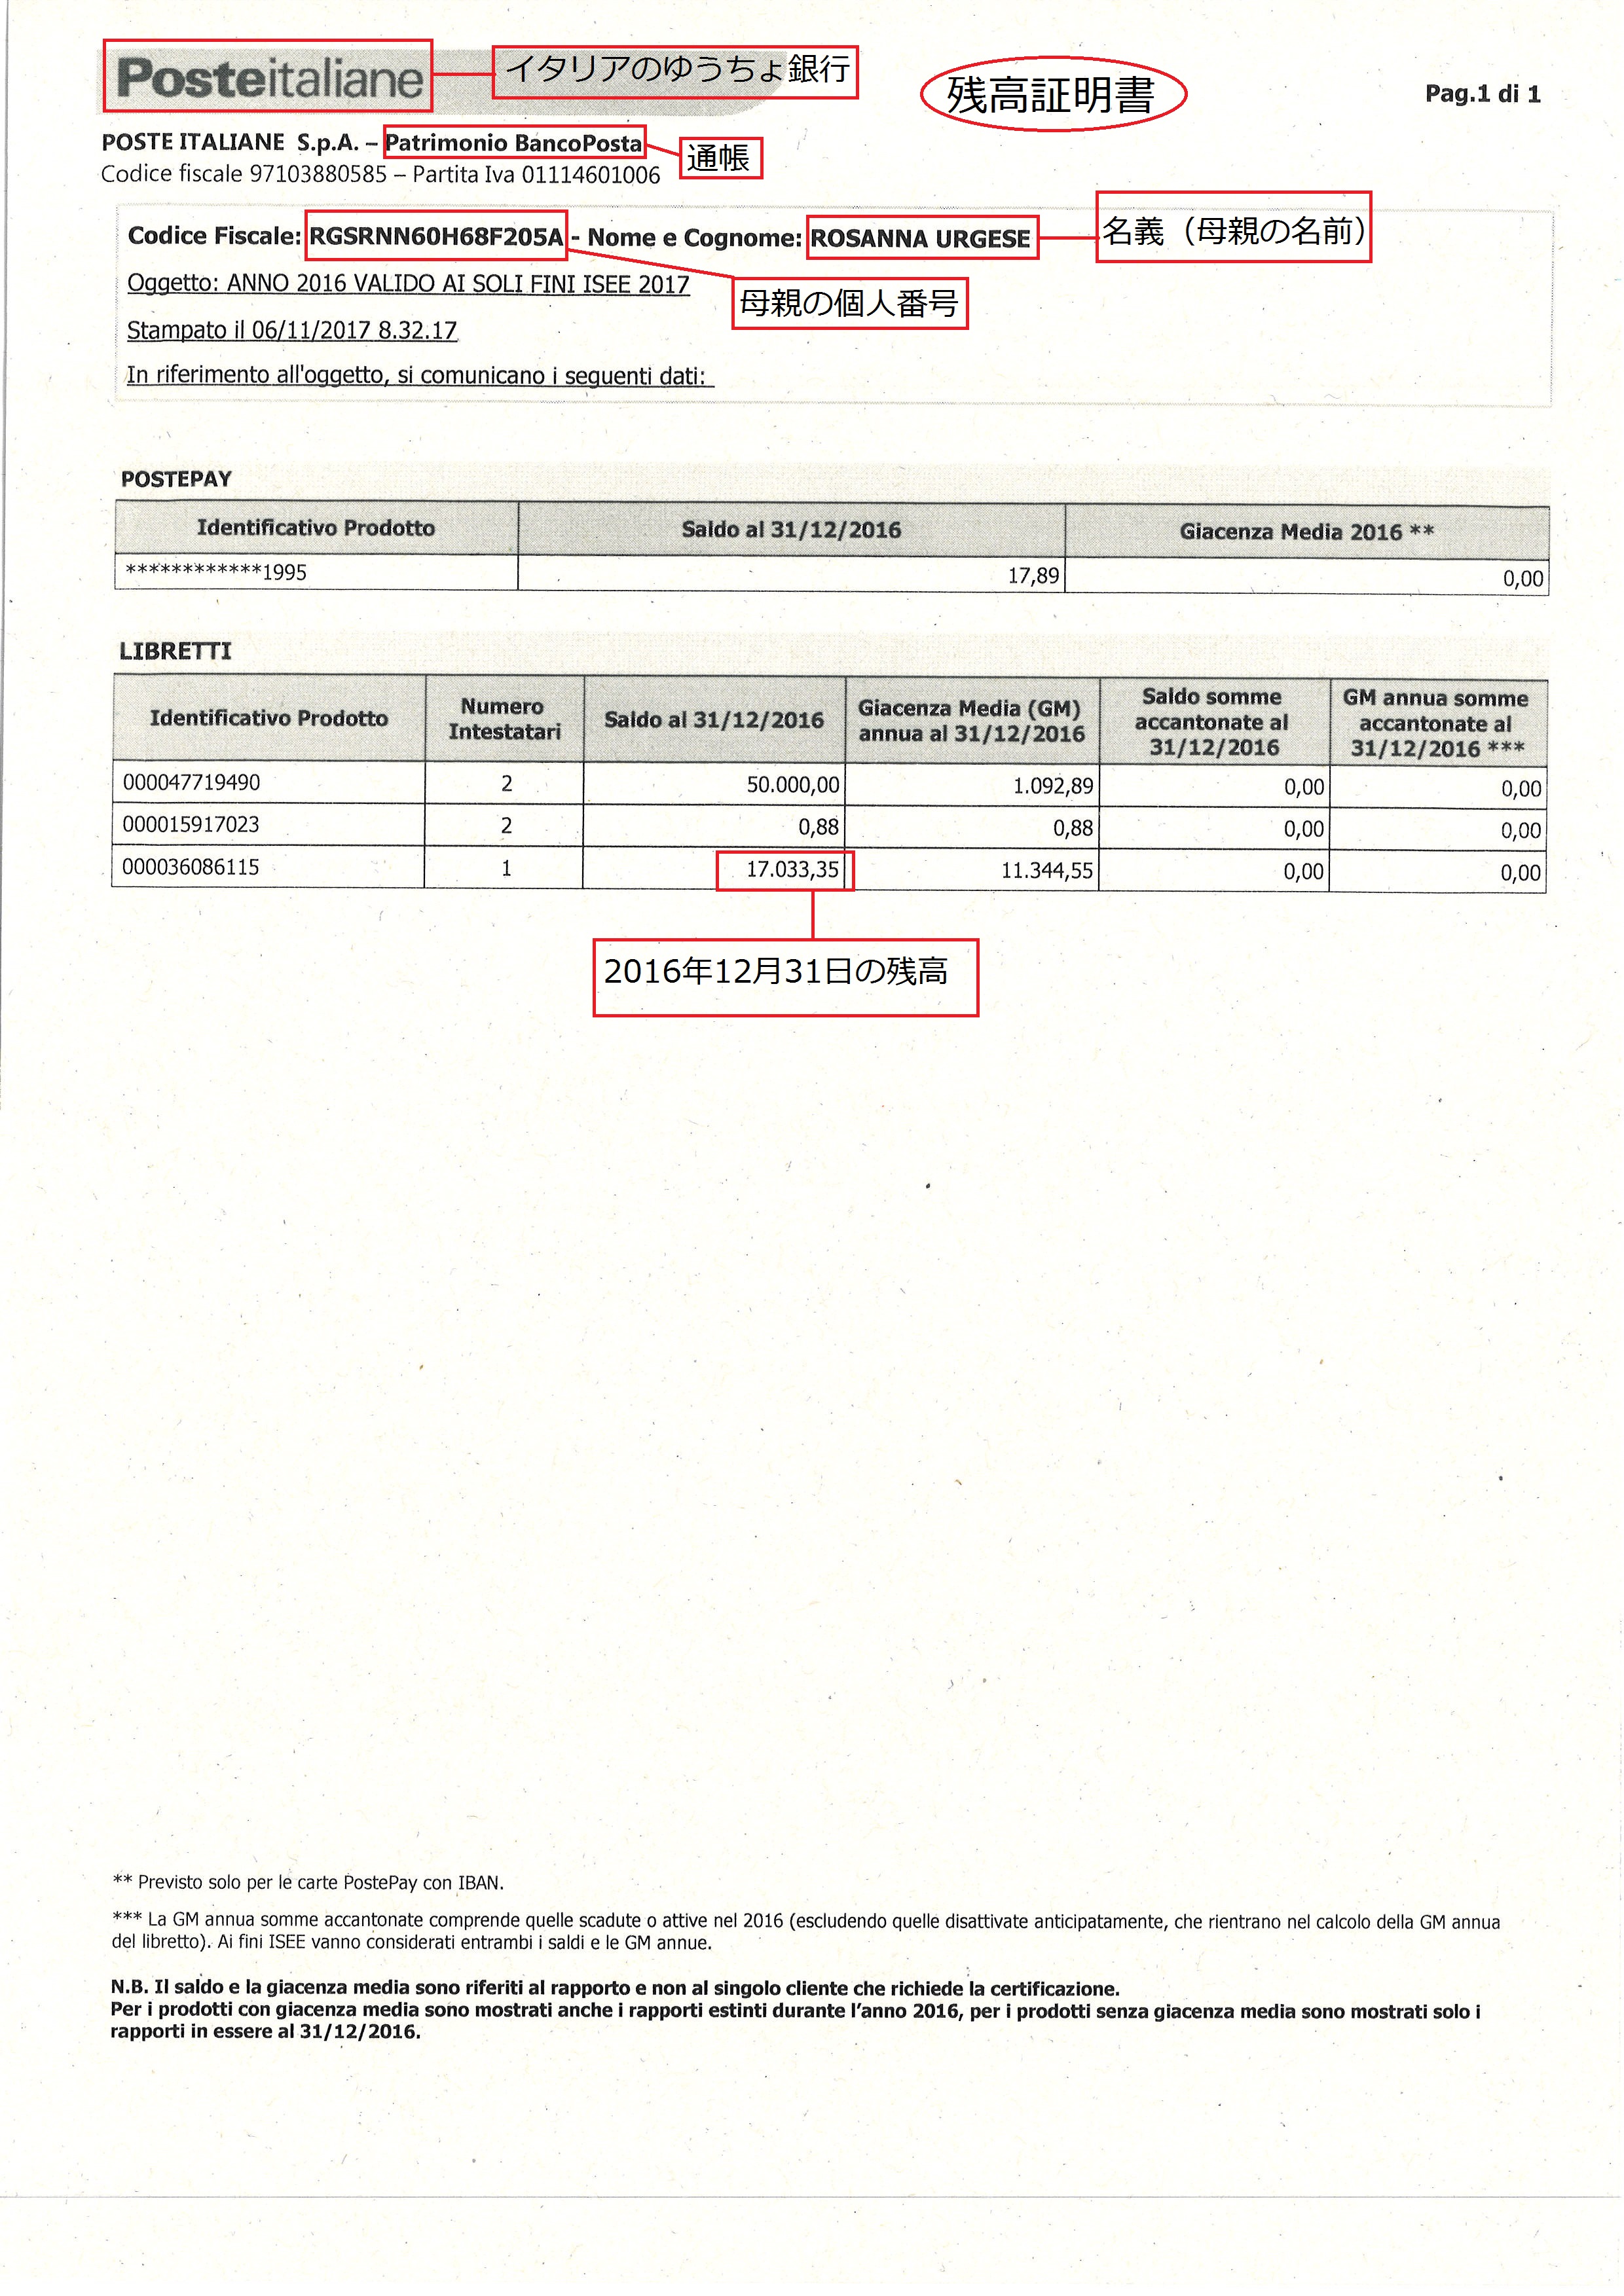 Posteitaliane
イタリアのゆうちょ銀行
残高証明書
Pag.1 di 1
POSTE ITALIANE S.p.A. – Patrimonio BancoPosta
通帳
Codice fiscale 97103880585 – Partita Iva 01114601006
Codice Fiscale: RGSRNN60H68F205A - Nome e Cognome: ROSANNA URGESE
名義（母親の名前）
Oggetto: ANNO 2016 VALIDO AI SOLI FINI ISEE 2017
母親の個人番号
Stampato il 06/11/2017 8.32.17
In riferimento all'oggetto, si comunicano i seguenti dati:
POSTEPAY
Identificativo Prodotto Saldo al 31/12/2016 Giacenza Media 2016 **
************1995 17,89 0,00
LIBRETTI
Identificativo Prodotto Numero Intestatari Saldo al 31/12/2016 Giacenza Media (GM) annua al 31/12/2016 Saldo somme accantonate al 31/12/2016 GM annua somme accantonate al 31/12/2016 ***
000047719490 2 50.000,00 1.092,89 0,00 0,00
000015917023 2 0,88 0,88 0,00 0,00
000036086115 1 17.033,35 11.344,55 0,00 0,00
2016年12月31日の残高
** Previsto solo per le carte PostePay con IBAN.
*** La GM annua somme accantonate comprende quelle scadute o attive nel 2016 (escludendo quelle disattivate anticipatamente, che rientrano nel calcolo della GM annua
del libretto). Ai fini ISEE vanno considerati entrambi i saldi e le GM annue.
N.B. Il saldo e la giacenza media sono riferiti al rapporto e non al singolo cliente che richiede la certificazione.
Per i prodotti con giacenza media sono mostrati anche i rapporti estinti durante l'anno 2016, per i prodotti senza giacenza media sono mostrati solo i
rapporti in essere al 31/12/2016.